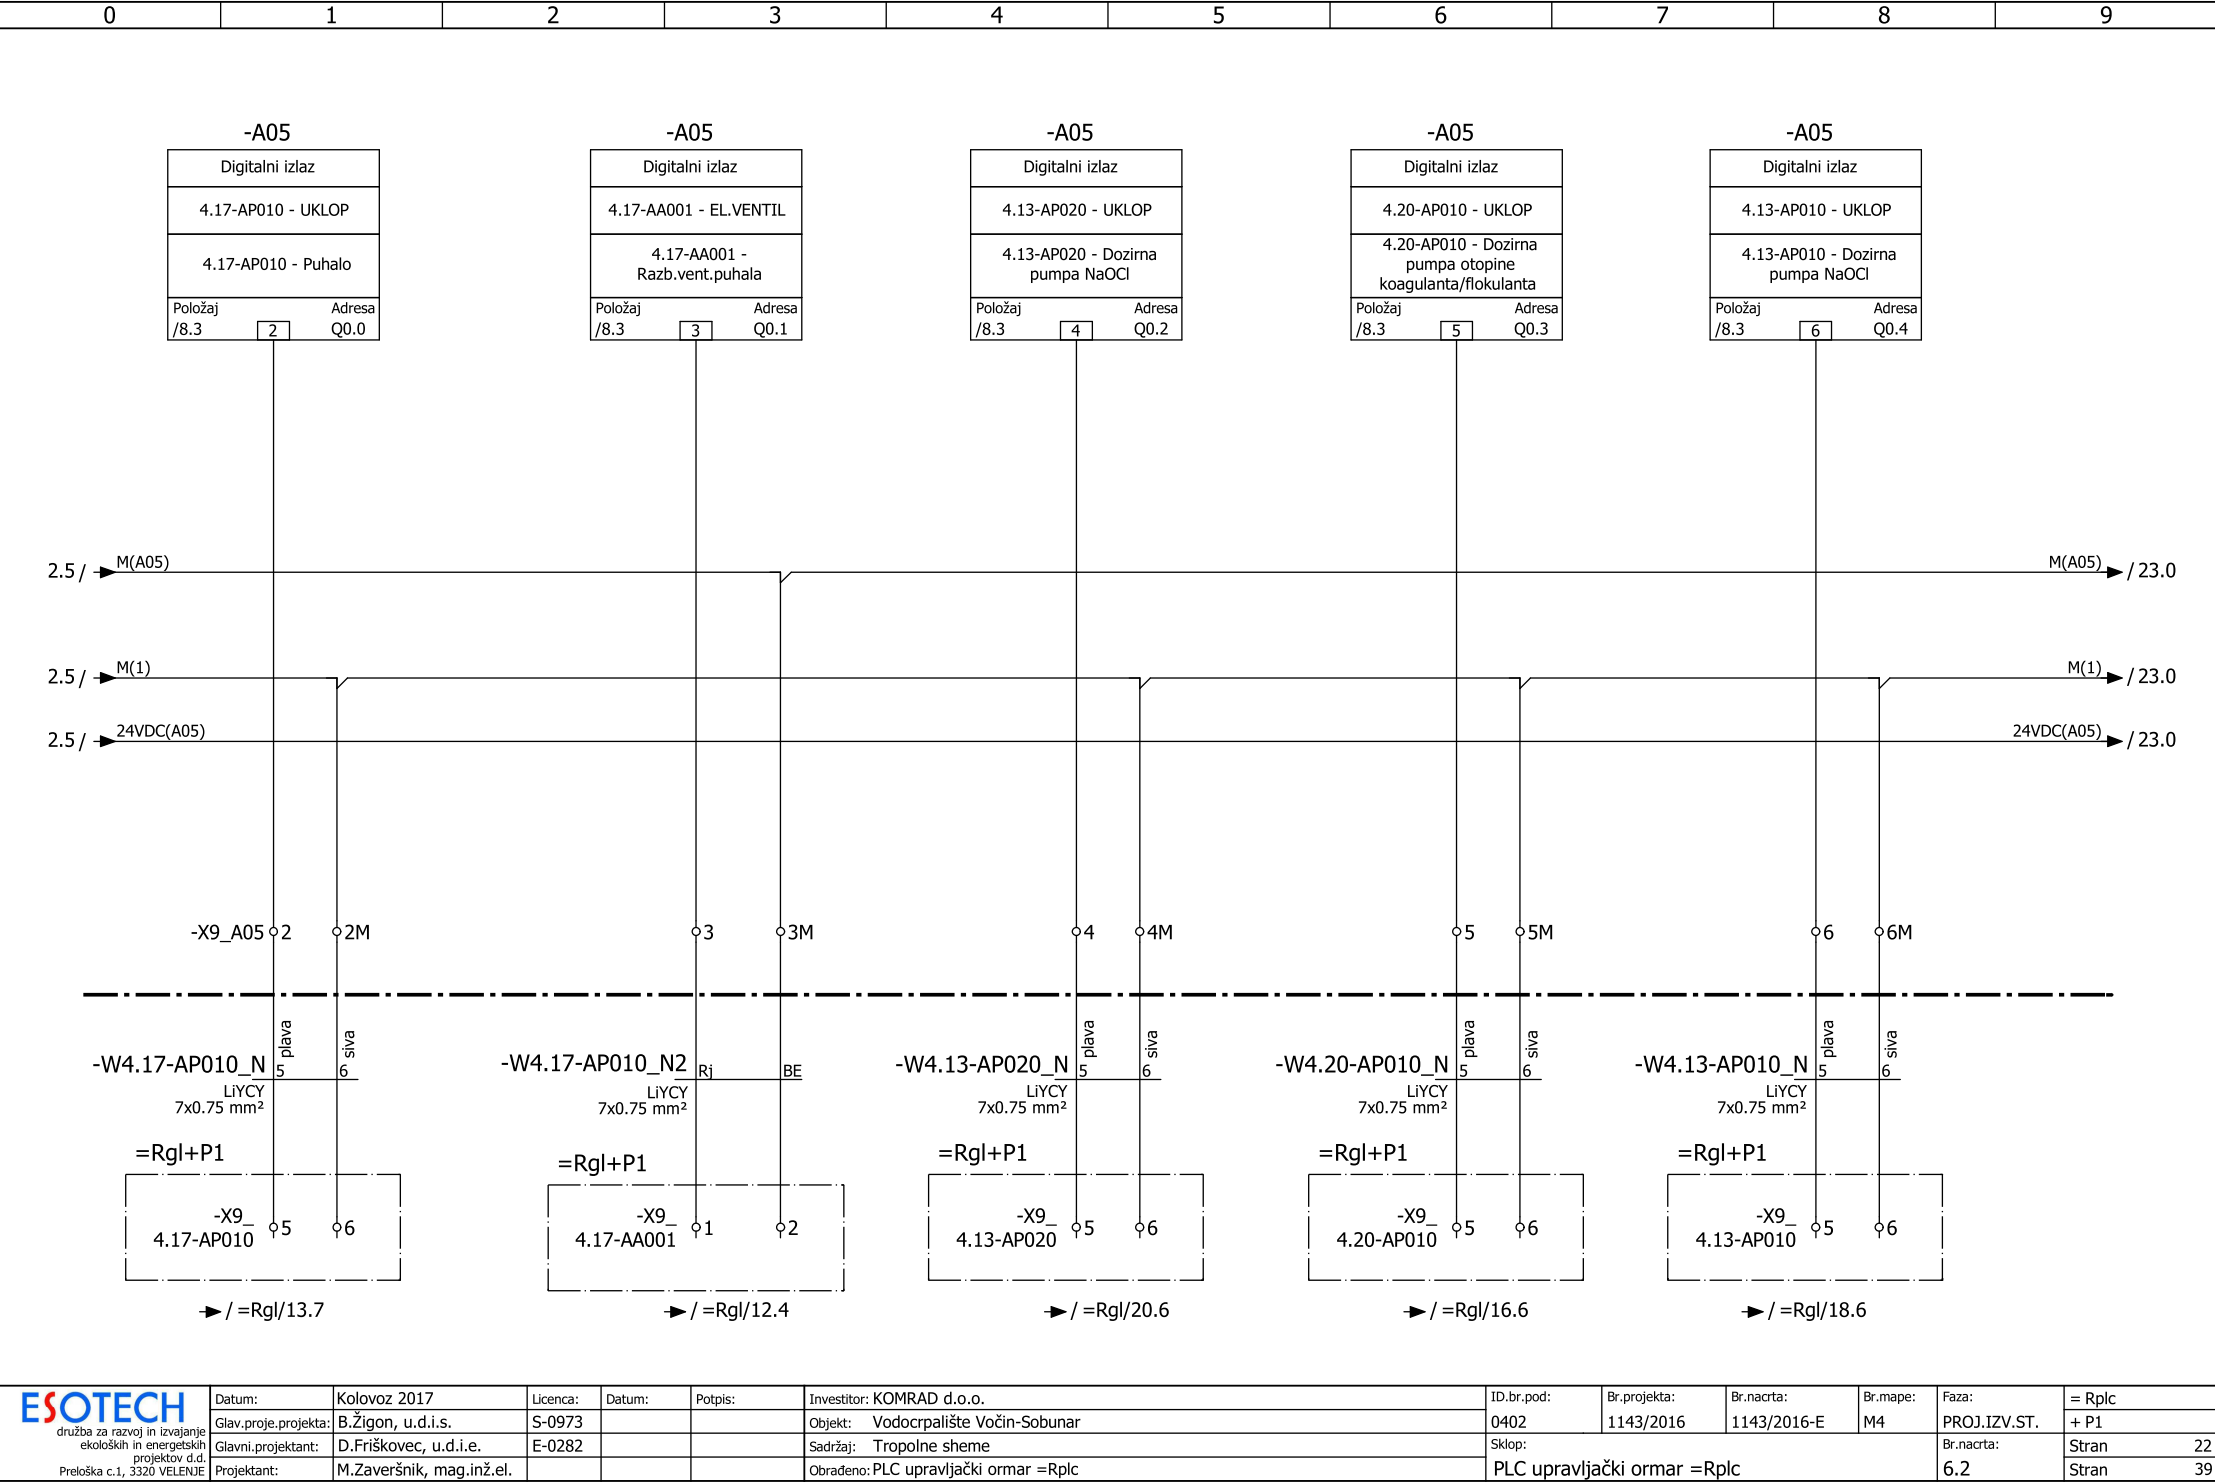 0 1 2 3 4 5 6 7 8 9
-A05 -A05 -A05 -A05 -A05
Digitalni izlaz
4.17-AP010 - UKLOP
4.17-AP010 - Puhalo
Položaj Adresa
/8.3 2 Q0.0
Digitalni izlaz
4.17-AA001 - EL.VENTIL
4.17-AA001 -
Razb.vent.puhala
Položaj Adresa
/8.3 3 Q0.1
Digitalni izlaz
4.13-AP020 - UKLOP
4.13-AP020 - Dozirna
pumpa NaOCl
Položaj Adresa
/8.3 4 Q0.2
Digitalni izlaz
4.20-AP010 - UKLOP
4.20-AP010 - Dozirna
pumpa otopine
koagulanta/flokulanta
Položaj Adresa
/8.3 5 Q0.3
Digitalni izlaz
4.13-AP010 - UKLOP
4.13-AP010 - Dozirna
pumpa NaOCl
Položaj Adresa
/8.3 6 Q0.4
2.5 / M(A05) M(A05) / 23.0
2.5 / M(1) M(1) / 23.0
2.5 / 24VDC(A05) 24VDC(A05) / 23.0
-X9_A05 2 2M 3 3M 4 4M 5 5M 6 6M
plava siva
-W4.17-AP010_N 5 6
LiYCY
7x0.75 mm²
=Rgl+P1
-X9_
4.17-AP010 5 6
/ =Rgl/13.7
-W4.17-AP010_N2 Rj BE
LiYCY
7x0.75 mm²
=Rgl+P1
-X9_
4.17-AA001 1 2
/ =Rgl/12.4
plava siva
-W4.13-AP020_N 5 6
LiYCY
7x0.75 mm²
=Rgl+P1
-X9_
4.13-AP020 5 6
/ =Rgl/20.6
plava siva
-W4.20-AP010_N 5 6
LiYCY
7x0.75 mm²
=Rgl+P1
-X9_
4.20-AP010 5 6
/ =Rgl/16.6
plava siva
-W4.13-AP010_N 5 6
LiYCY
7x0.75 mm²
=Rgl+P1
-X9_
4.13-AP010 5 6
/ =Rgl/18.6
ESOTECH
družba za razvoj in izvajanje
ekoloških in energetskih
projektov d.d.
Preloška c.1, 3320 VELENJE
Datum: Kolovoz 2017 Licenca: Datum: Potpis:
Glav.proje.projekta: B.Žigon, u.d.i.s. S-0973
Glavni.projektant: D.Friškovec, u.d.i.e. E-0282
Projektant: M.Zaveršnik, mag.inž.el.
Investitor: KOMRAD d.o.o.
Objekt: Vodocrpalište Voćin-Sobunar
Sadržaj: Tropolne sheme
Obrađeno: PLC upravljački ormar =Rplc
ID.br.pod: Br.projekta: Br.nacrta: Br.mape: Faza: = Rplc
0402 1143/2016 1143/2016-E M4 PROJ.IZV.ST. + P1
Sklop: Br.nacrta: Stran 22
PLC upravljački ormar =Rplc 6.2 Stran 39